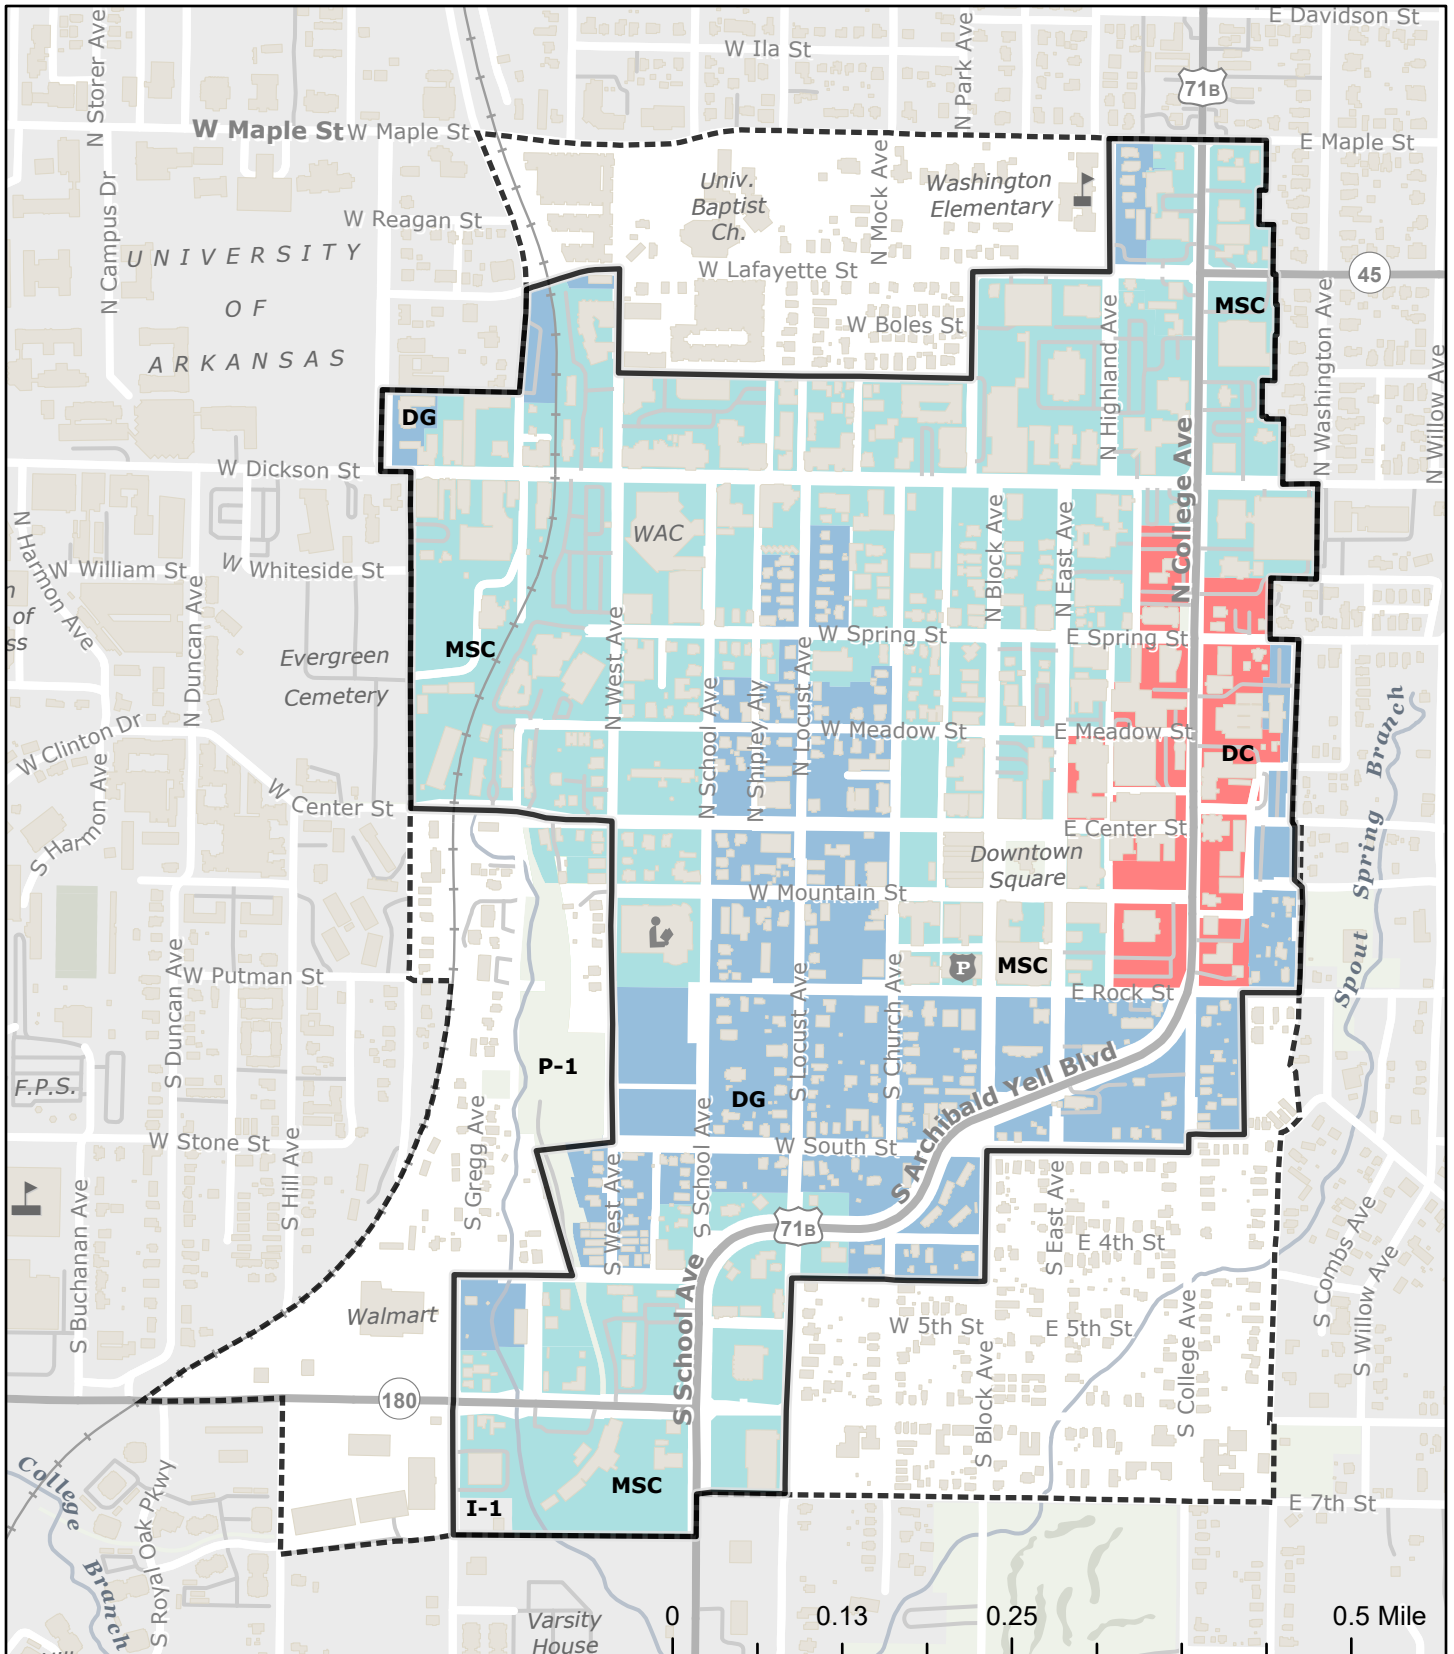 E Davidson St
N Storer Ave
W Ila St
N Park Ave
71B
W Maple St
W Maple St
E Maple St
N Campus Dr
W Reagan St
Univ.
Baptist
Ch.
N Mock Ave
Washington
Elementary
UNIVERSITY
OF
ARKANSAS
W Lafayette St
45
MSC
W Boles St
N Highland Ave
N Washington Ave
N Willow Ave
DG
N College Ave
W Dickson St
WAC
N Block Ave
N East Ave
N Harmon Ave
W William St
W Whiteside St
of
ss
N Duncan Ave
Evergreen
Cemetery
MSC
N West Ave
W Spring St
E Spring St
N School Ave
N Shipley Aly
N Locust Ave
W Meadow St
E Meadow St
DC
W Clinton Dr
S Harmon Ave
W Center St
E Center St
Downtown
Square
W Mountain St
Spout Spring Branch
S Duncan Ave
W Putman St
P
MSC
E Rock St
S Locust Ave
S Church Ave
P-1
DG
S Archibald Yell Blvd
F.P.S.
S Gregg Ave
S School Ave
W Stone St
S Hill Ave
W South St
S Buchanan Ave
S West Ave
71B
S East Ave
E 4th St
S Combs Ave
S Willow Ave
Walmart
S School Ave
W 5th St
E 5th St
S College Ave
S Block Ave
180
MSC
I-1
E 7th St
College Branch
S Royal Oak Pkwy
Varsity
House
0 0.13 0.25 0.5 Mile